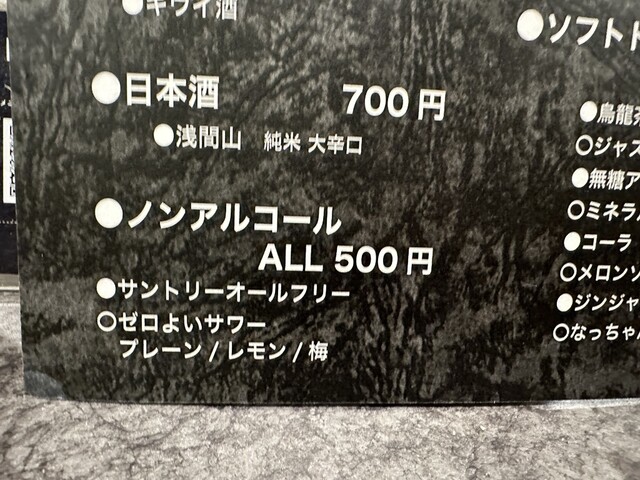 ●キウイ酒
●日本酒 700円
●浅間山 純米 大辛口
●ノンアルコール
ALL 500円
●サントリーオールフリー
○ゼロよいサワー
プレーン / レモン / 梅
●ソフト
●烏龍茶
○ジャス
●無糖ア
○ミネラル
●コーラ
○メロンソ
●ジンジャ
○なっちゃん